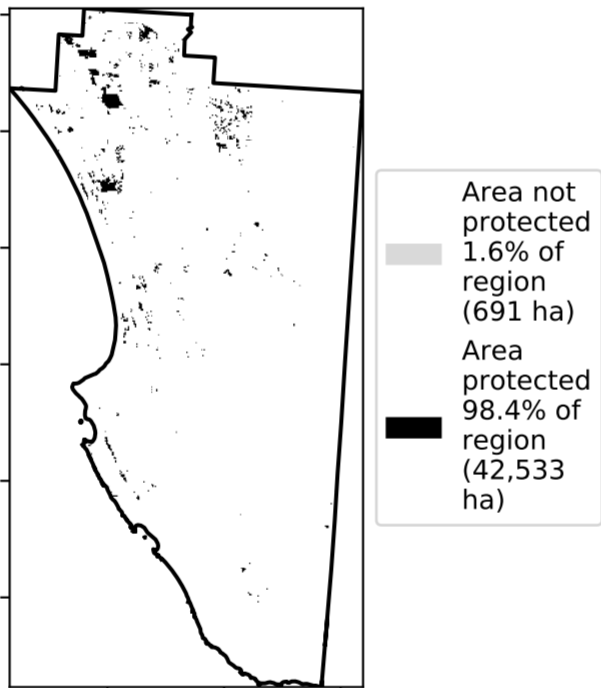 Area not
protected
1.6% of
region
(691 ha)
Area
protected
98.4% of
region
(42,533
ha)